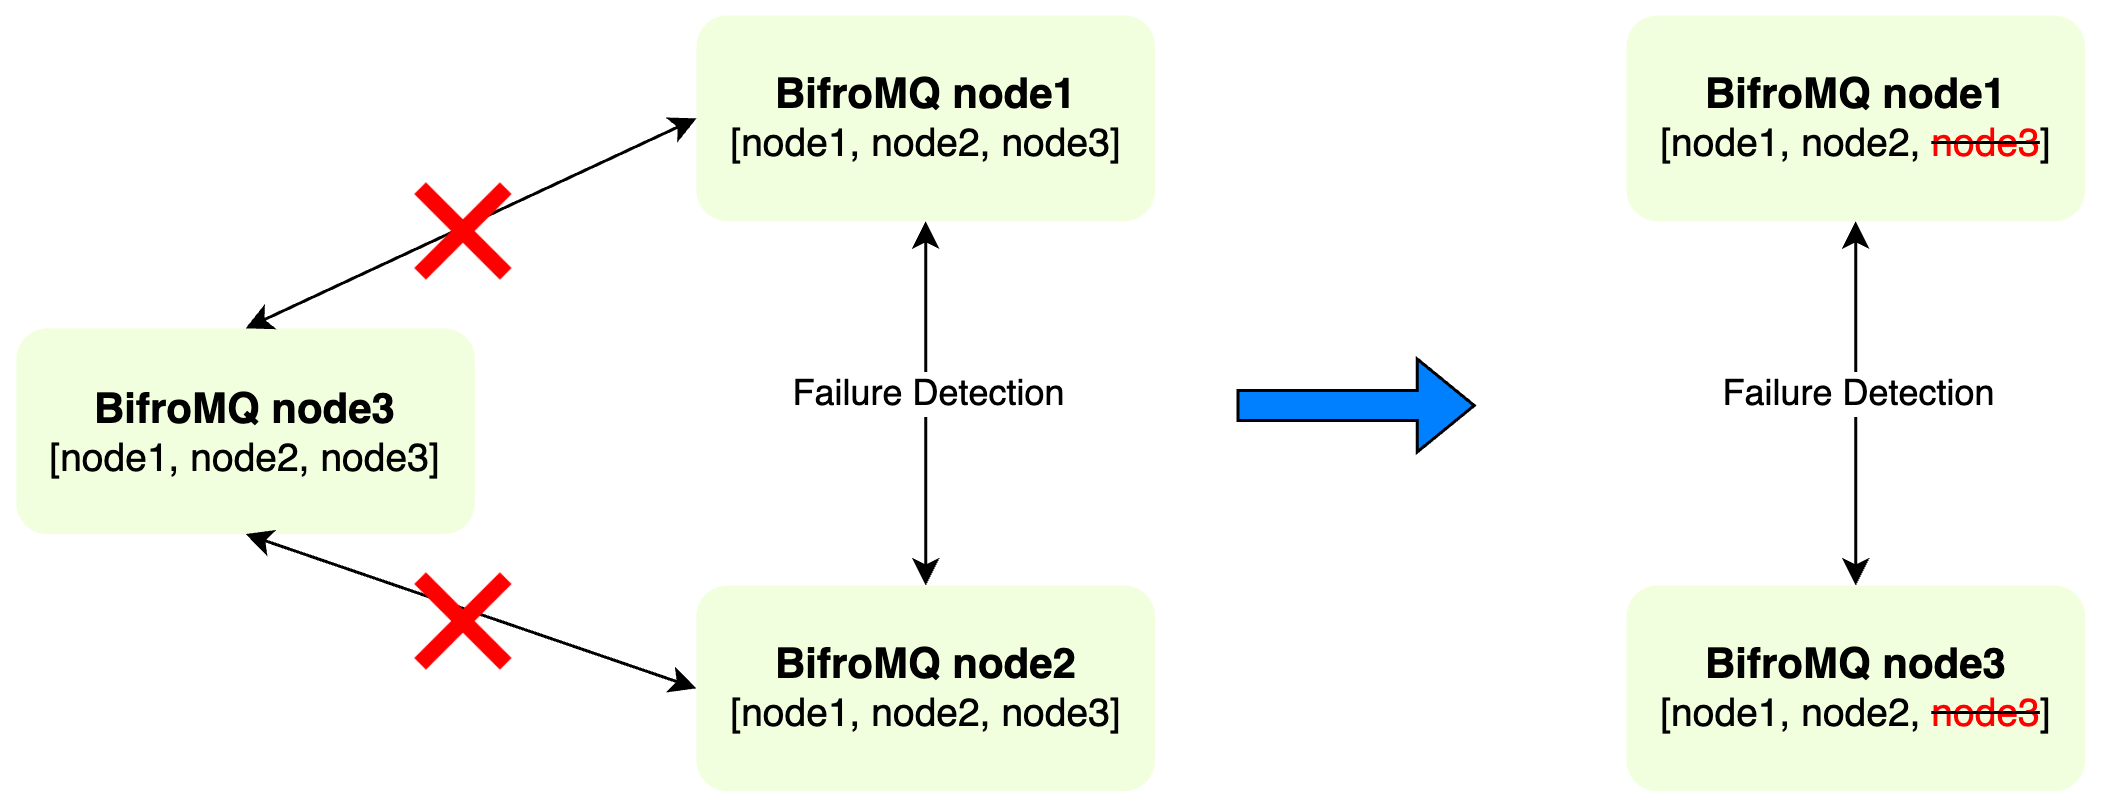 BifroMQ node1
[node1, node2, node3]
BifroMQ node3
[node1, node2, node3]
Failure Detection
BifroMQ node2
[node1, node2, node3]
BifroMQ node1
[node1, node2, node3]
Failure Detection
BifroMQ node3
[node1, node2, node3]